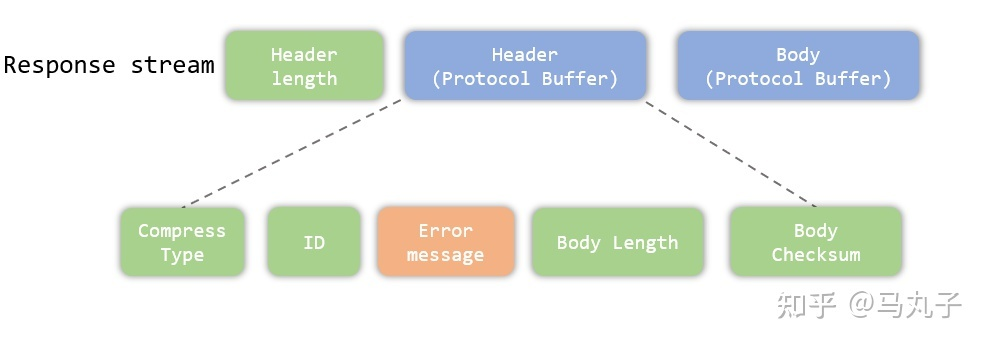 Response stream
Header
length
Header
(Protocol Buffer)
Body
(Protocol Buffer)
Compress
Type
ID
Error
message
Body Length
Body
Checksum
知乎 @马丸子